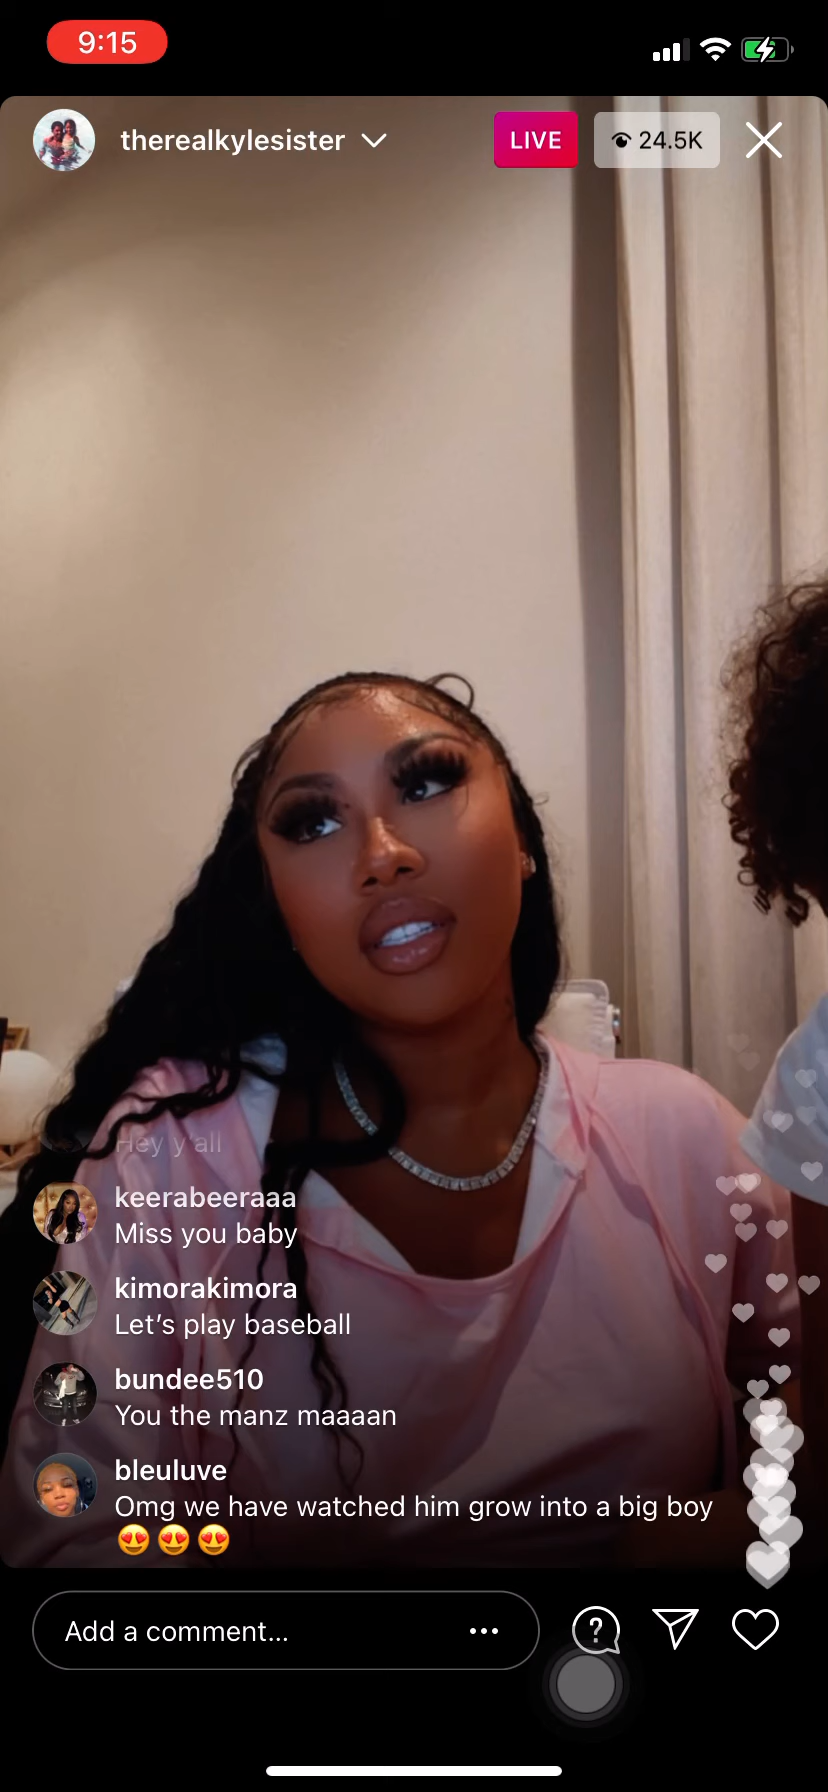 9:15
therealkylesister
LIVE
24.5K
Hey y'all
keerabeeraaa
Miss you baby
kimorakimora
Let's play baseball
bundee510
You the manz maaaan
bleuluve
Omg we have watched him grow into a big boy
😍😍😍
Add a comment...